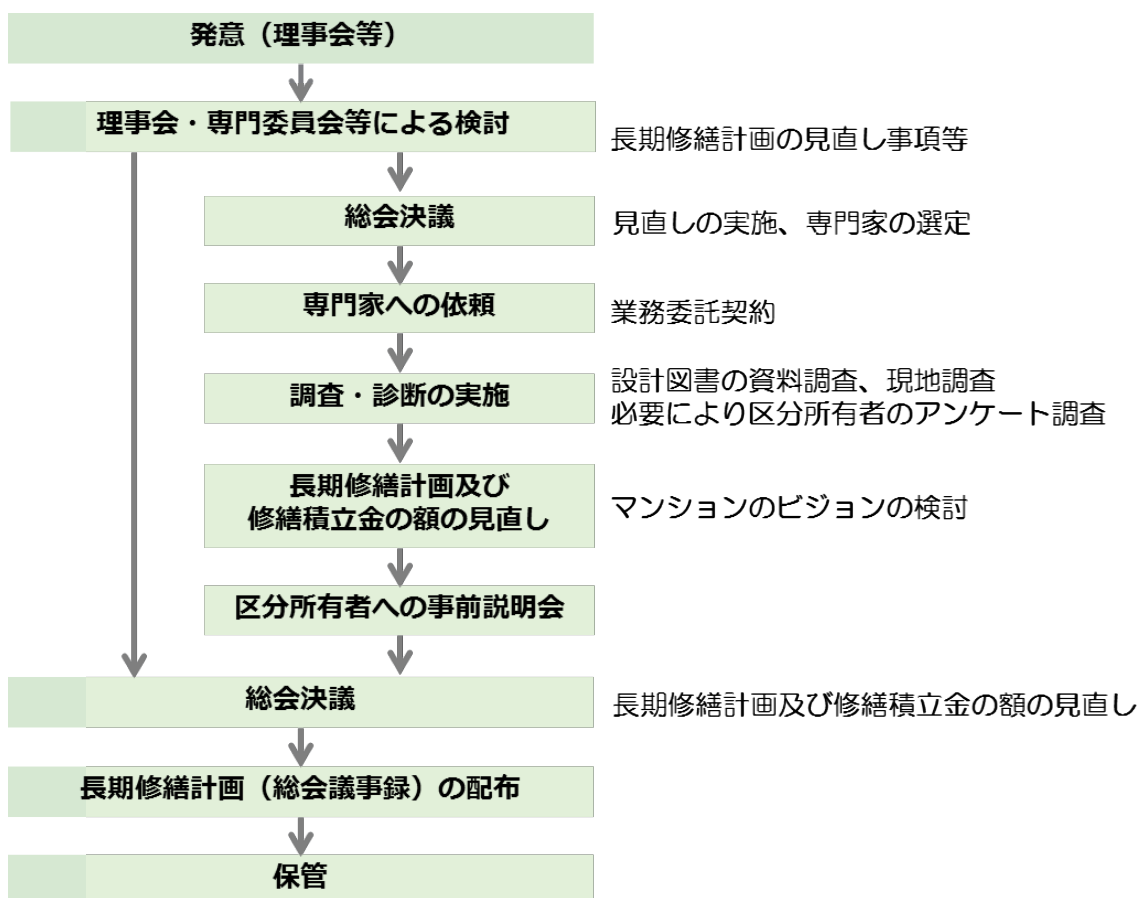 発意（理事会等）
理事会・専門委員会等による検討
長期修繕計画の見直し事項等
総会決議
見直しの実施、専門家の選定
専門家への依頼
業務委託契約
調査・診断の実施
設計図書の資料調査、現地調査
必要により区分所有者のアンケート調査
長期修繕計画及び
修繕積立金の額の見直し
マンションのビジョンの検討
区分所有者への事前説明会
総会決議
長期修繕計画及び修繕積立金の額の見直し
長期修繕計画（総会議事録）の配布
保管